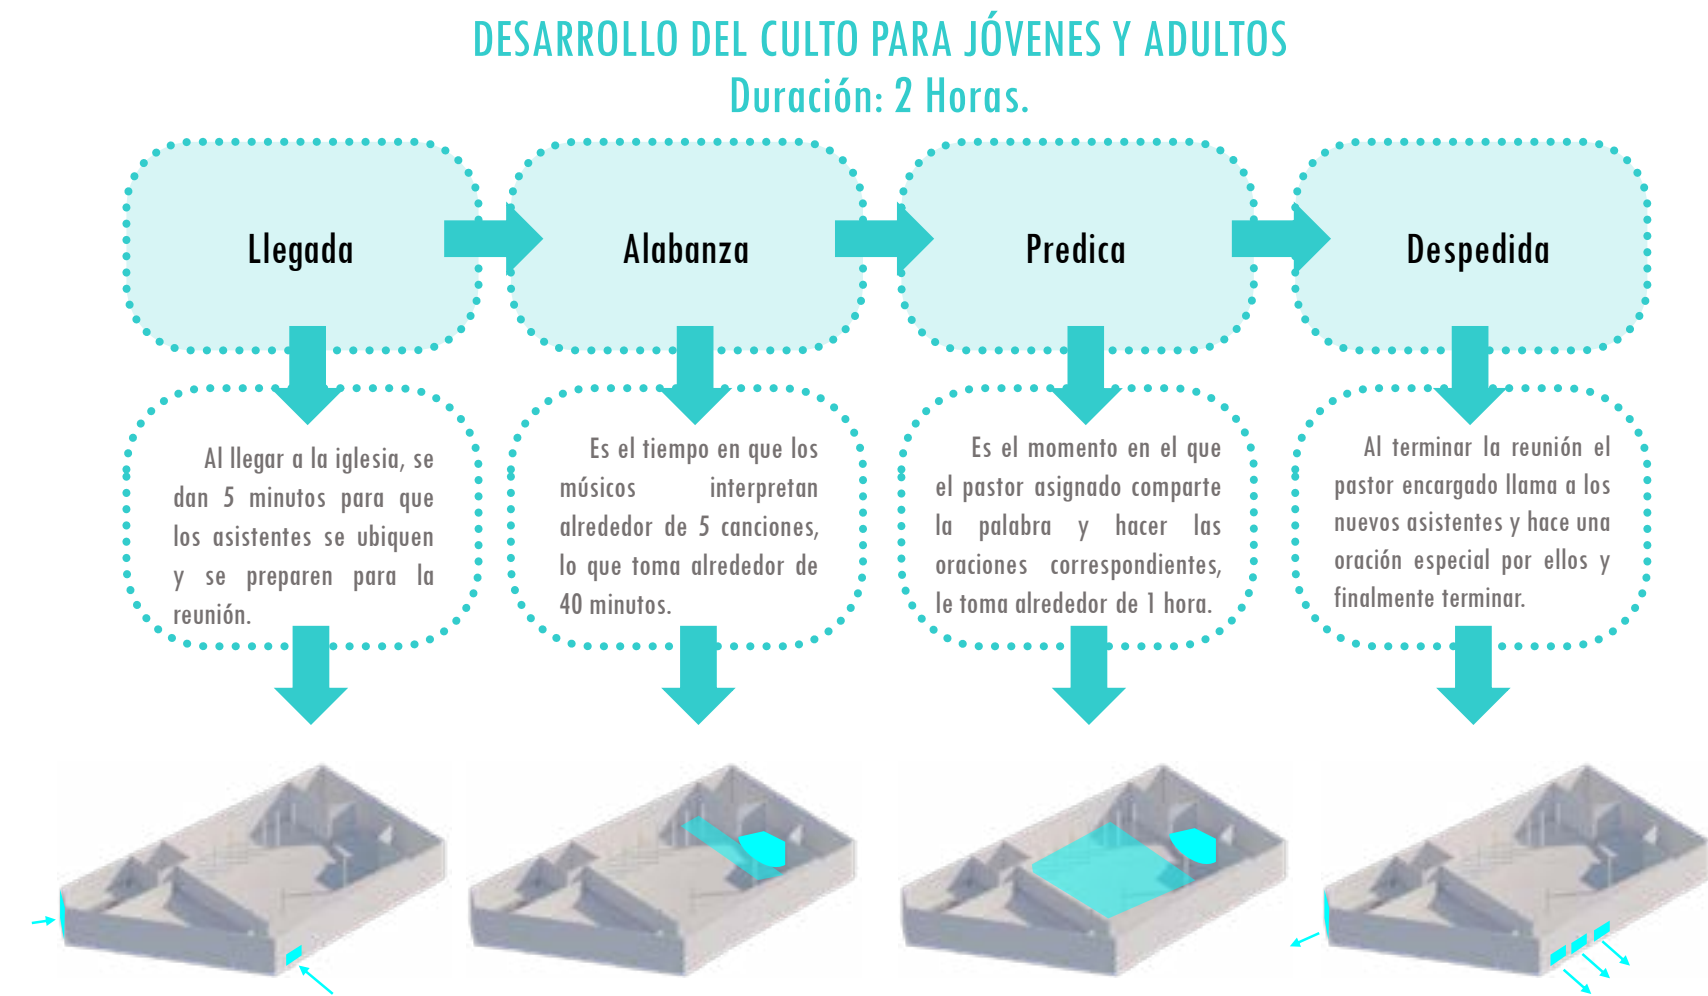 DESARROLLO DEL CULTO PARA JÓVENES Y ADULTOS
Duración: 2 Horas.
Llegada
Alabanza
Predica
Despedida
Al llegar a la iglesia, se
dan 5 minutos para que
los asistentes se ubiquen
y se preparen para la
reunión.
Es el tiempo en que los
músicos interpretan
alrededor de 5 canciones,
lo que toma alrededor de
40 minutos.
Es el momento en el que
el pastor asignado comparte
la palabra y hacer las
oraciones correspondientes,
le toma alrededor de 1 hora.
Al terminar la reunión el
pastor encargado llama a los
nuevos asistentes y hace una
oración especial por ellos y
finalmente terminar.